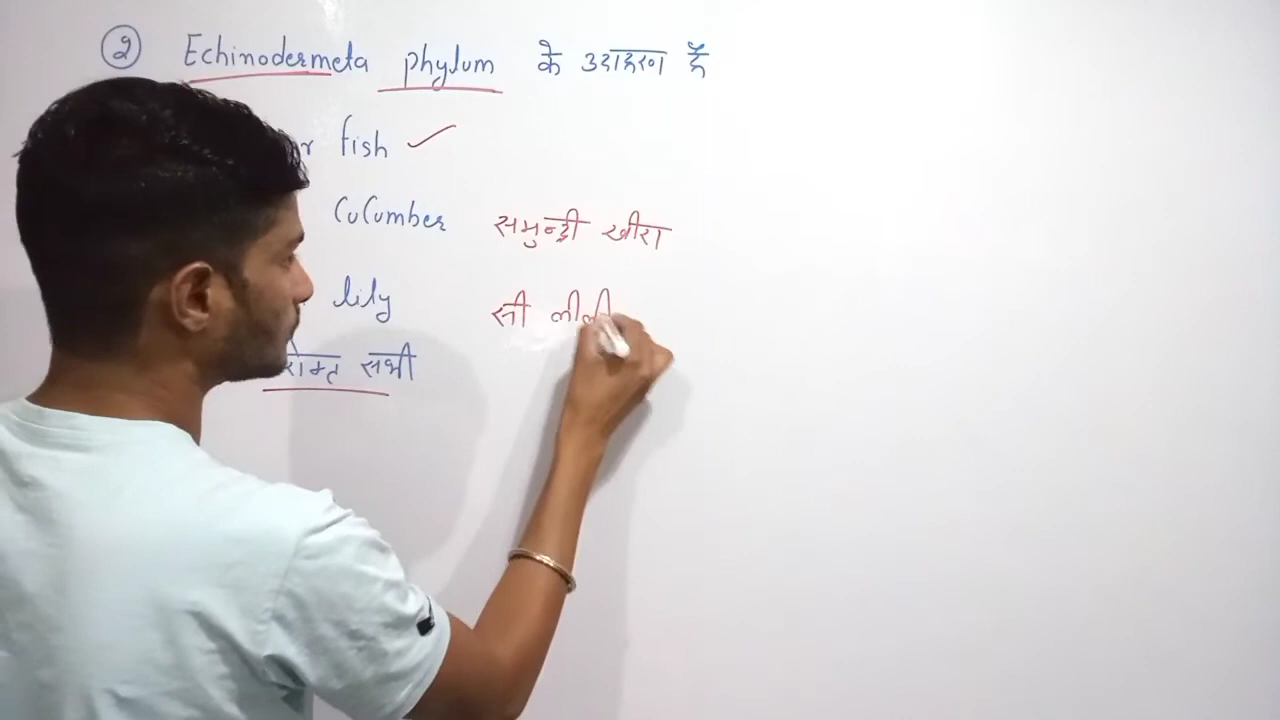 2 Echinodermeta phylum के उदाहरण हैं
fish
CuCumber समुन्द्री खीरा
lily सी लीली
सभी